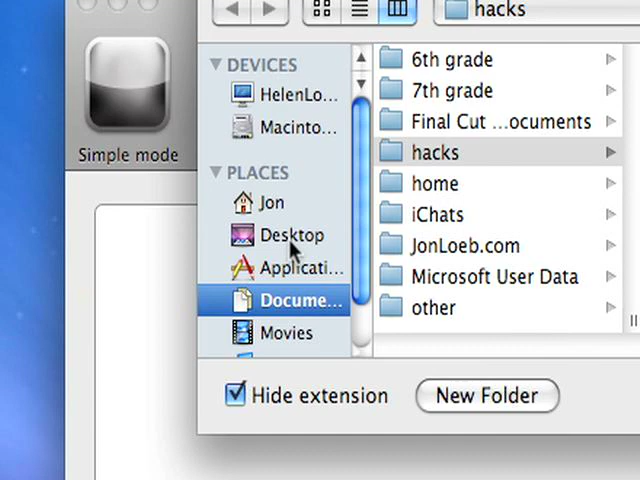 hacks
Simple mode
DEVICES
HelenLo...
Macinto...
PLACES
Jon
Desktop
Applicati...
Docume...
Movies
6th grade
7th grade
Final Cut ...ocuments
hacks
home
iChats
JonLoeb.com
Microsoft User Data
other
Hide extension
New Folder